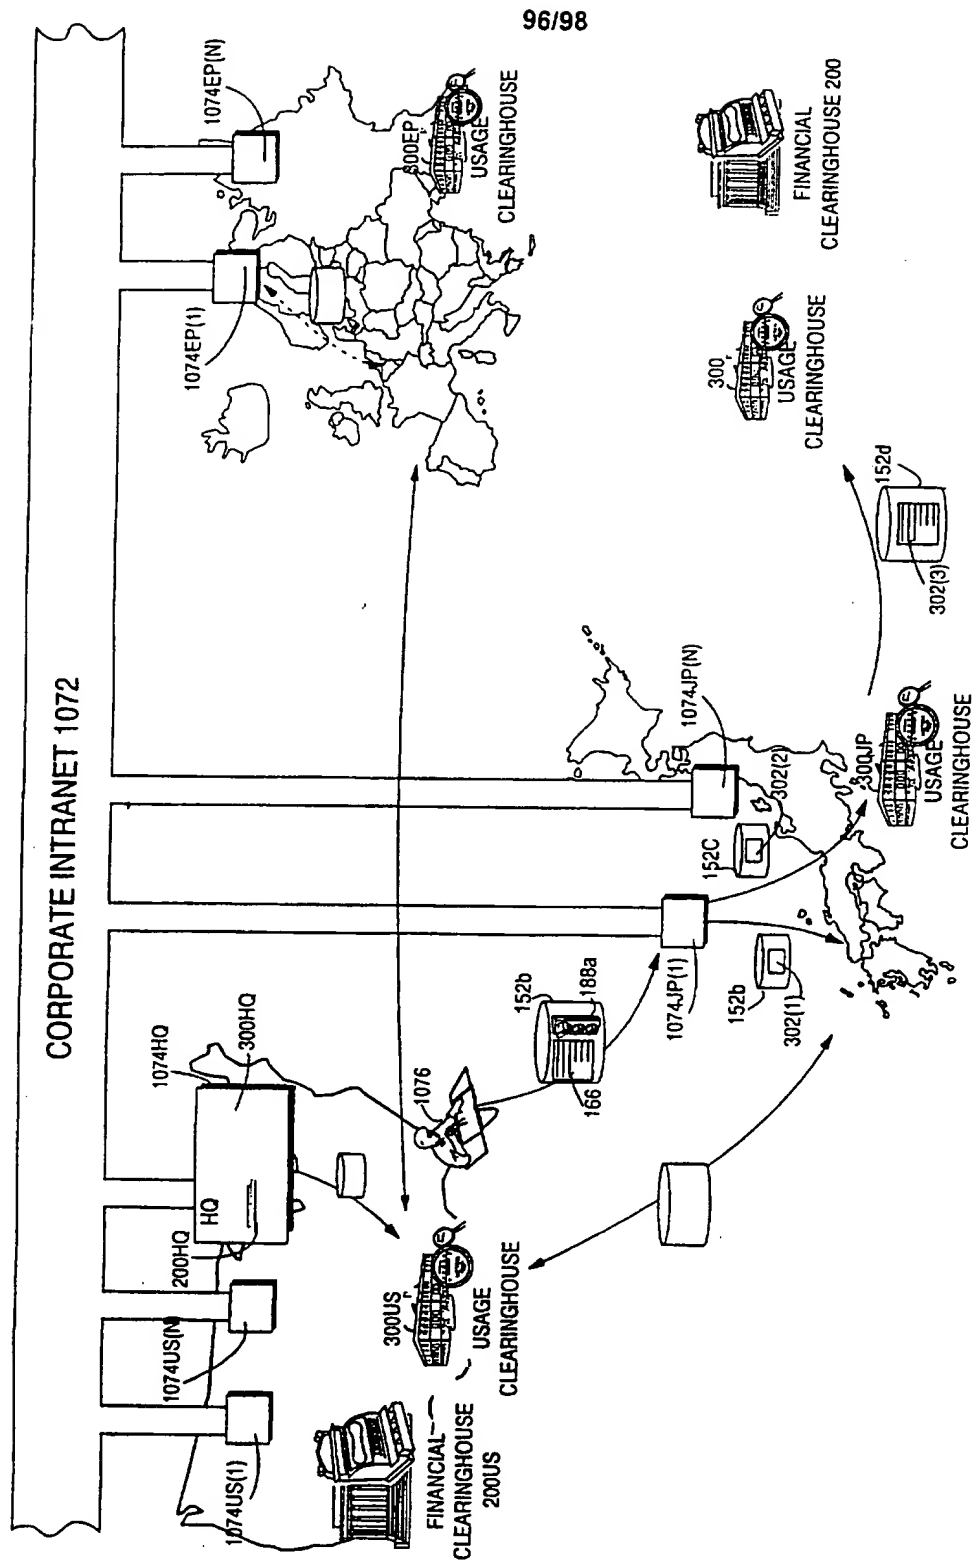 96/98
CORPORATE INTRANET 1072
1074US(1)
1074US(N)
200HQ
HQ
1074HQ
300HQ
1074EP(1)
1074EP(N)
300EP
USAGE
CLEARINGHOUSE
FINANCIAL
CLEARINGHOUSE
200US
300US
USAGE
CLEARINGHOUSE
1076
152b
188a
166
1074JP(1)
1074JP(N)
152C
302(2)
152b
302(1)
300JP
USAGE
CLEARINGHOUSE
152d
302(3)
300
USAGE
CLEARINGHOUSE
FINANCIAL
CLEARINGHOUSE 200